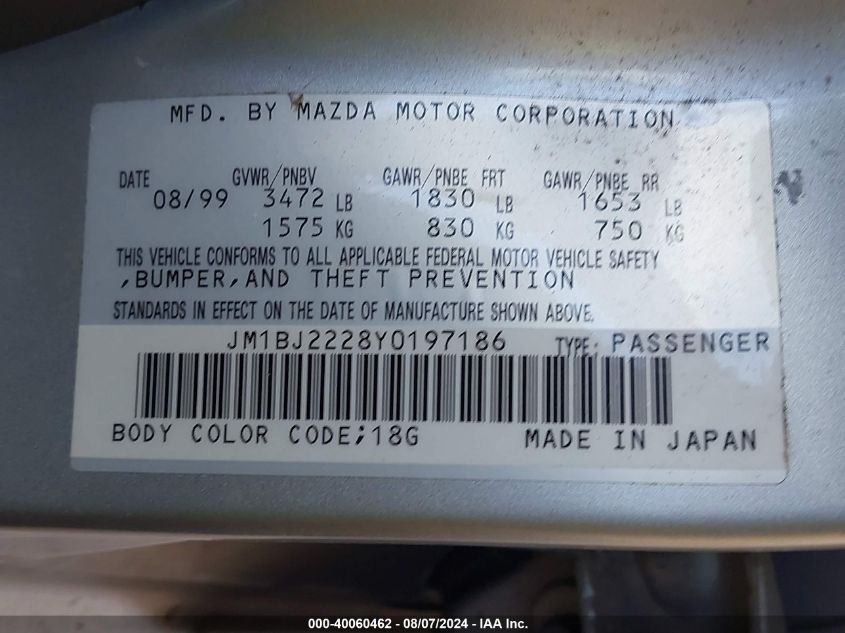 MFD. BY MAZDA MOTOR CORPORATION
DATE GVWR/PNBV GAWR/PNBE FRT GAWR/PNBE RR
08/99 3472 LB 1830 LB 1653 LB
1575 KG 830 KG 750 KG
THIS VEHICLE CONFORMS TO ALL APPLICABLE FEDERAL MOTOR VEHICLE SAFETY
,BUMPER,AND THEFT PREVENTION
STANDARDS IN EFFECT ON THE DATE OF MANUFACTURE SHOWN ABOVE.
JM1BJ2228Y0197186 TYPE: PASSENGER
BODY COLOR CODE;18G MADE IN JAPAN
000-40060462 - 08/07/2024 - IAA Inc.